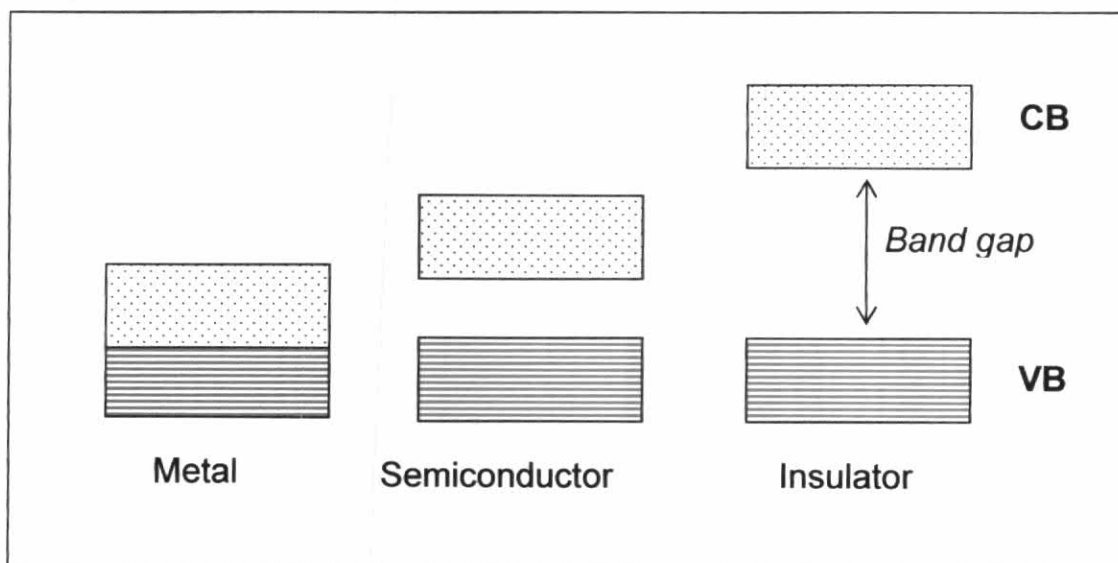 CB
Band gap
VB
Metal
Semiconductor
Insulator